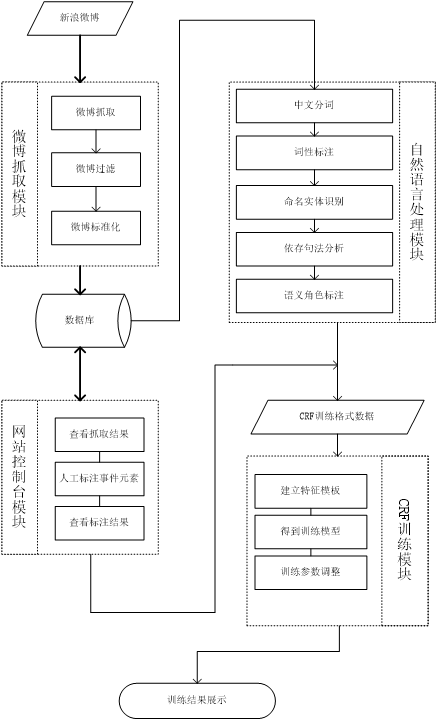 新浪微博
微博抓取模块
微博抓取
微博过滤
微博标准化
数据库
网站控制台模块
查看抓取结果
人工标注事件元素
查看标注结果
自然语言处理模块
中文分词
词性标注
命名实体识别
依存句法分析
语义角色标注
CRF训练格式数据
CRF训练模块
建立特征模板
得到训练模型
训练参数调整
训练结果展示